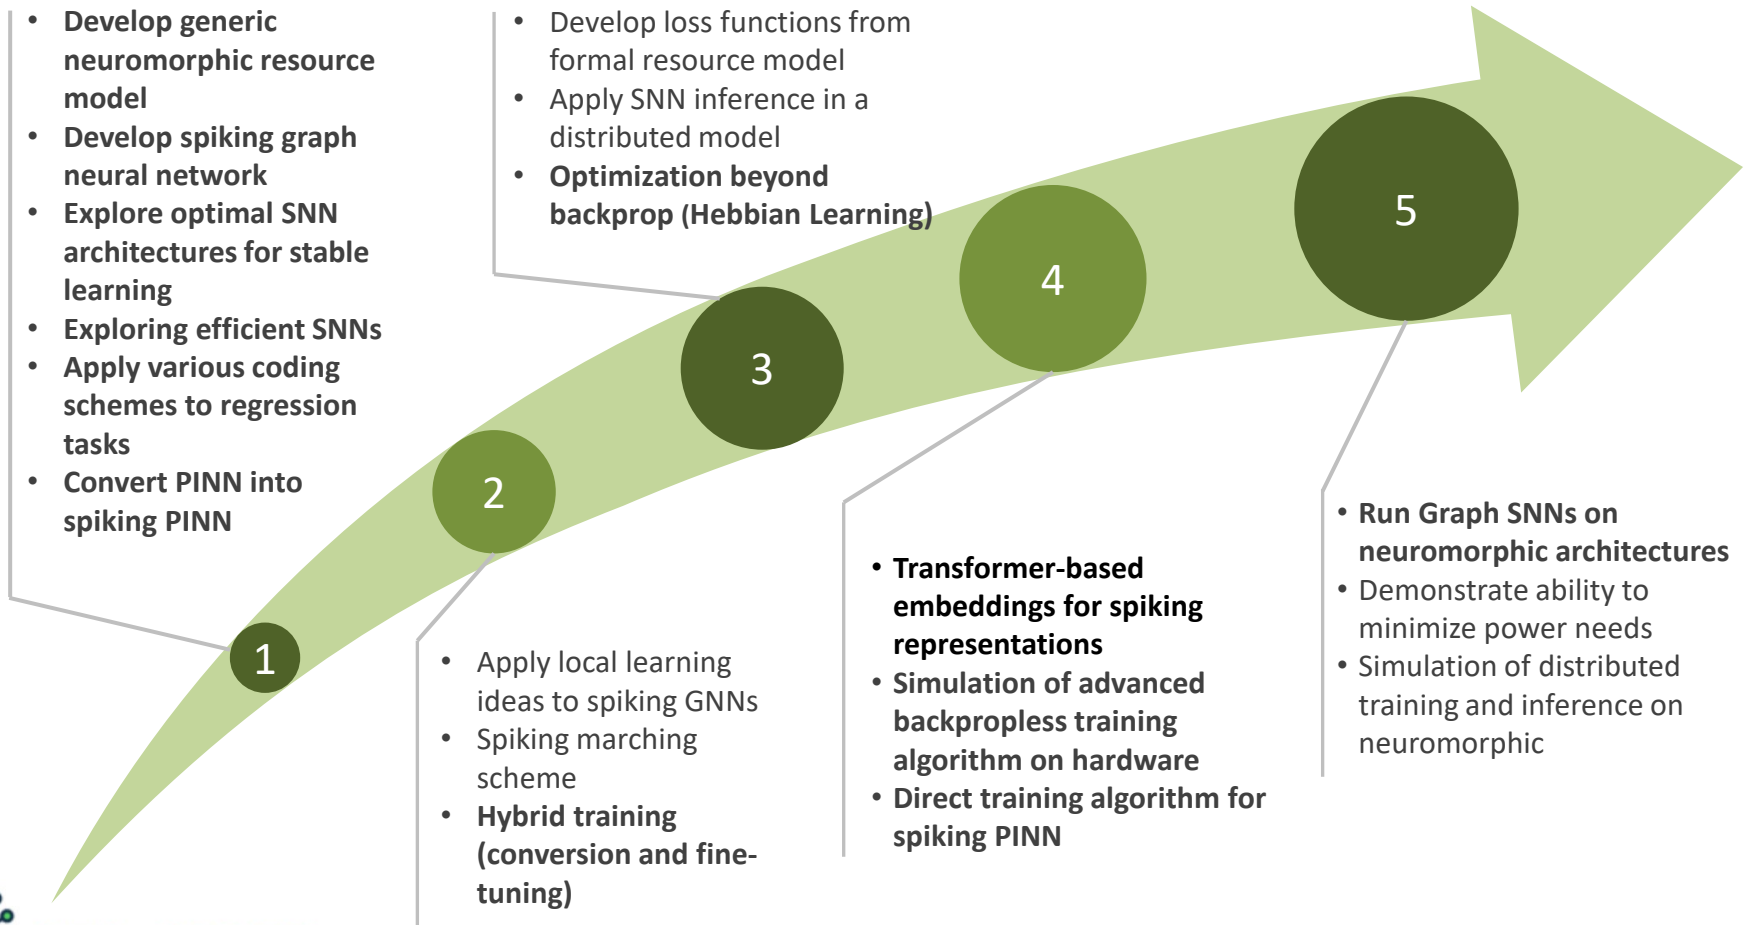 • Develop generic
neuromorphic resource
model
• Develop spiking graph
neural network
• Explore optimal SNN
architectures for stable
learning
• Exploring efficient SNNs
• Apply various coding
schemes to regression
tasks
• Convert PINN into
spiking PINN
1
2
• Apply local learning
ideas to spiking GNNs
• Spiking marching
scheme
• Hybrid training
(conversion and fine-
tuning)
• Develop loss functions from
formal resource model
• Apply SNN inference in a
distributed model
• Optimization beyond
backprop (Hebbian Learning)
3
4
• Transformer-based
embeddings for spiking
representations
• Simulation of advanced
backpropless training
algorithm on hardware
• Direct training algorithm for
spiking PINN
5
• Run Graph SNNs on
neuromorphic architectures
• Demonstrate ability to
minimize power needs
• Simulation of distributed
training and inference on
neuromorphic